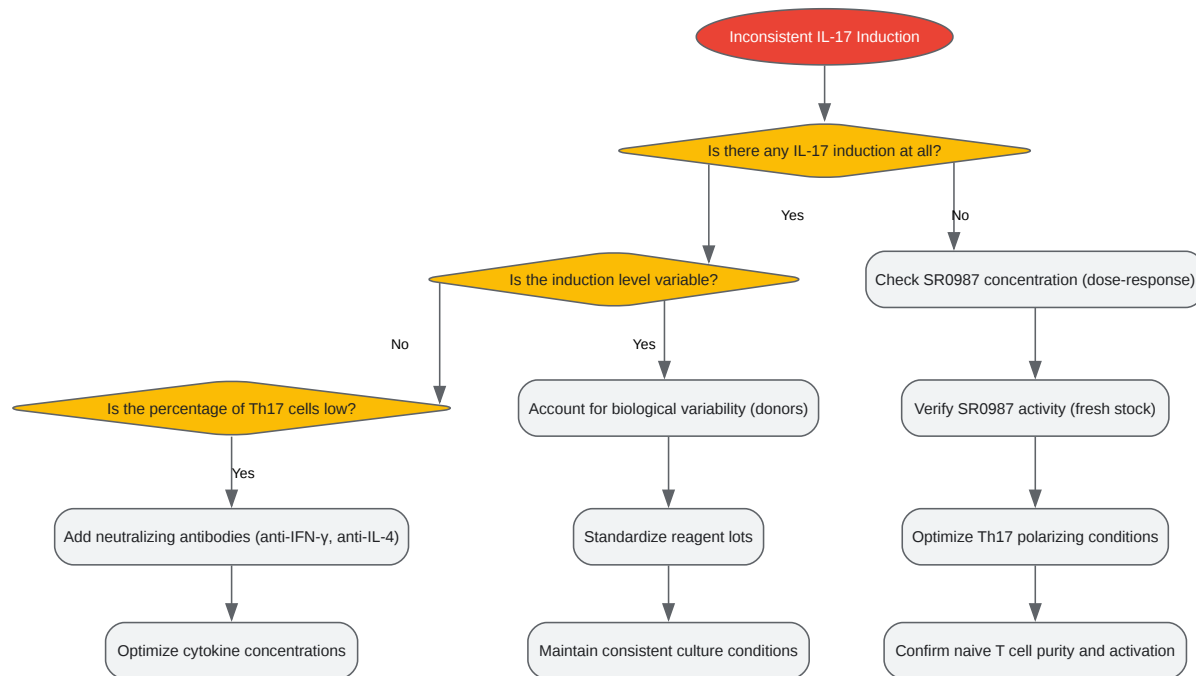 Inconsistent IL-17 Induction
Is there any IL-17 induction at all?
Yes
No
Is the induction level variable?
Check SR0987 concentration (dose-response)
No
Yes
Is the percentage of Th17 cells low?
Account for biological variability (donors)
Verify SR0987 activity (fresh stock)
Yes
Add neutralizing antibodies (anti-IFN-γ, anti-IL-4)
Standardize reagent lots
Optimize Th17 polarizing conditions
Optimize cytokine concentrations
Maintain consistent culture conditions
Confirm naive T cell purity and activation